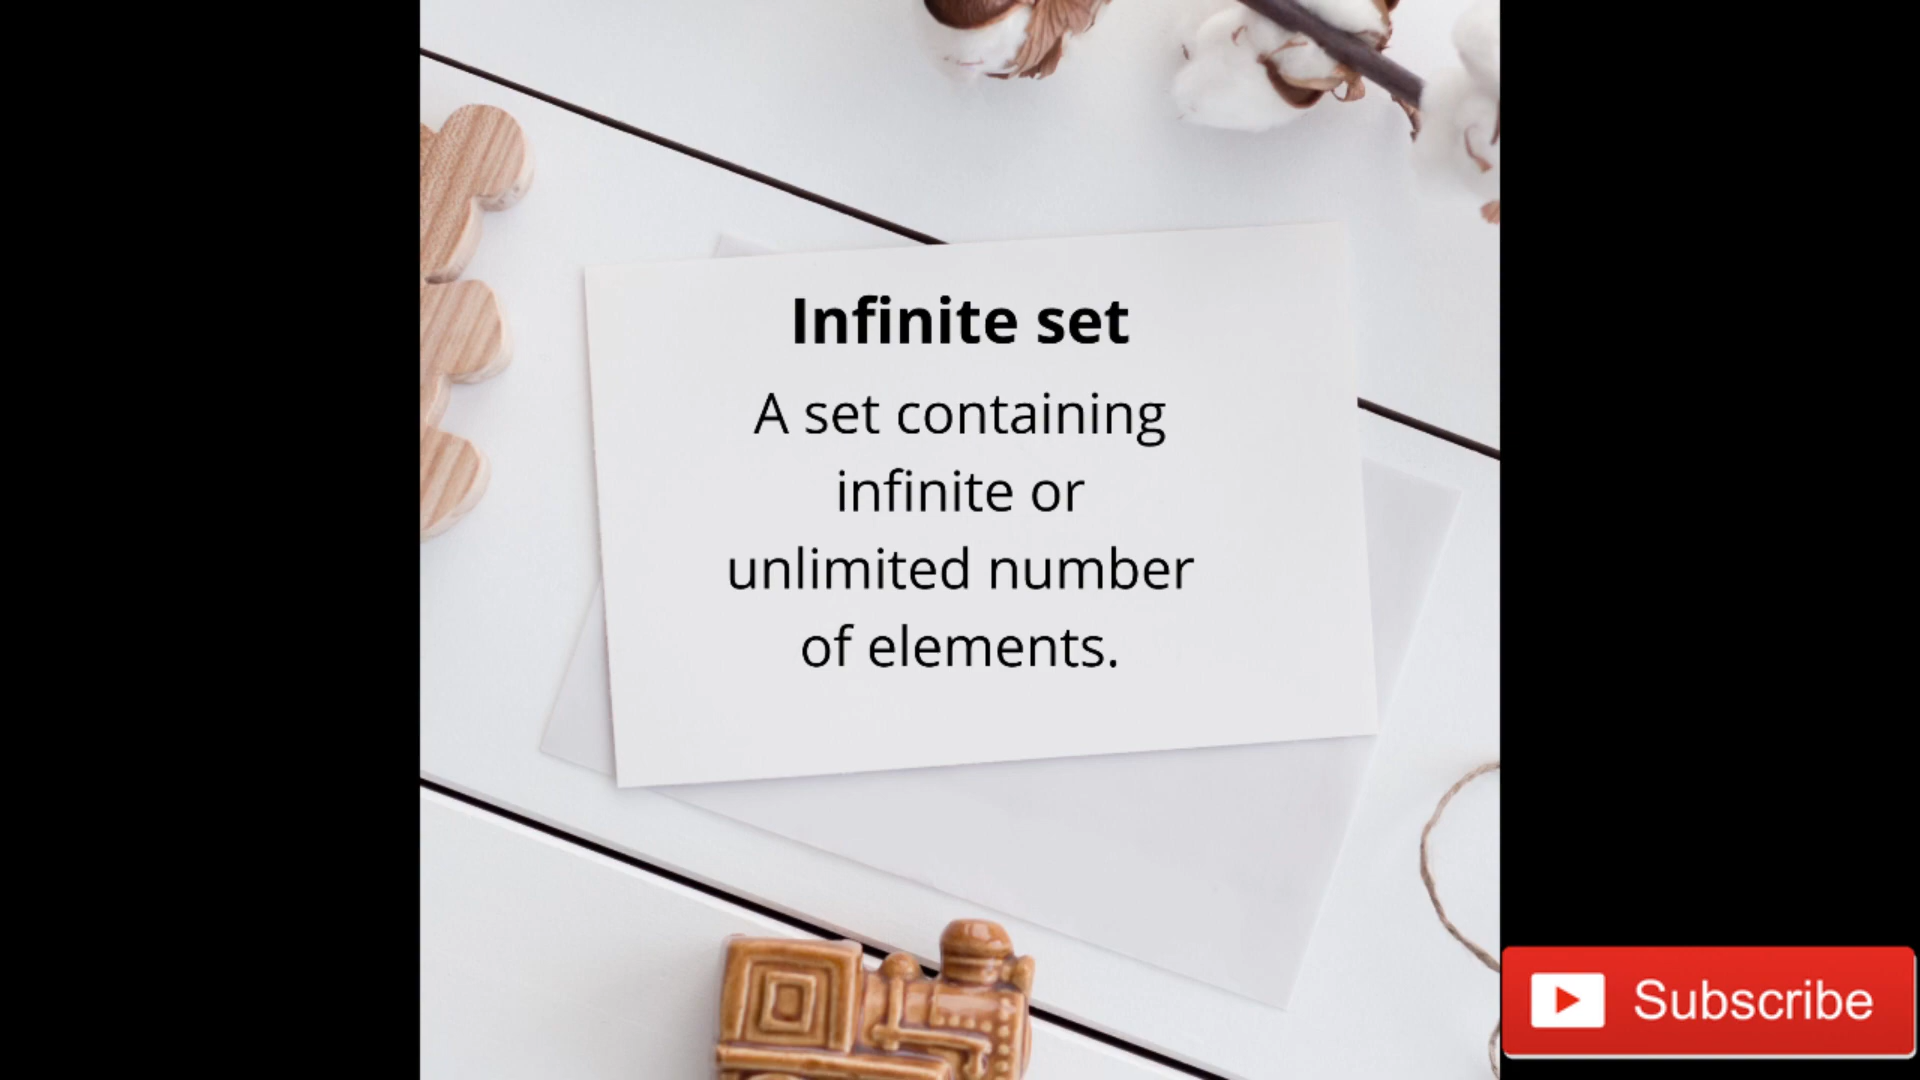 Infinite set
A set containing
infinite or
unlimited number
of elements.
Subscribe